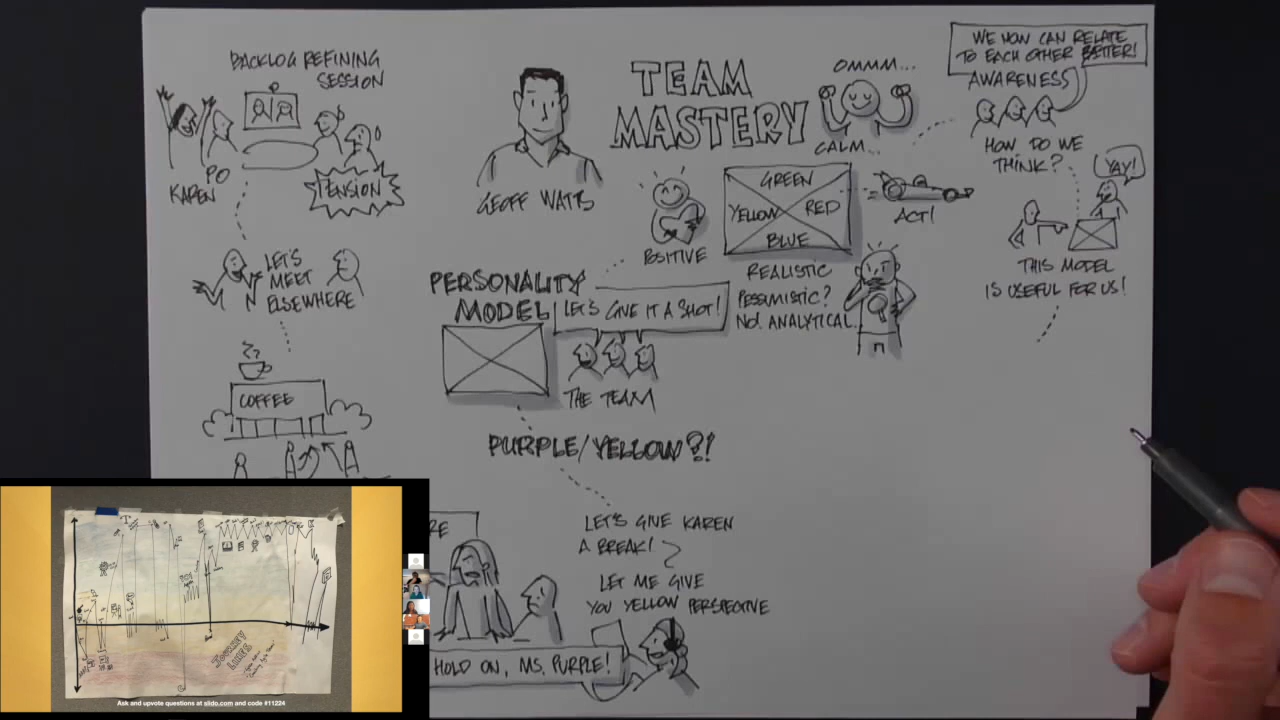 BACKLOG REFINING
SESSION
KAREN
PO
TENSION
LET'S
MEET
ELSEWHERE
COFFEE
GEOFF WATTS
TEAM
MASTERY
OMMM...
CALM...
WE NOW CAN RELATE
TO EACH OTHER BETTER!
AWARENESS
HOW DO WE
THINK?
YAY!
THIS MODEL
IS USEFUL FOR US!
GREEN
YELLOW
RED
BLUE
ACT!
POSITIVE
REALISTIC
PESSIMISTIC?
NO! ANALYTICAL
PERSONALITY
MODEL
LET'S GIVE IT A SHOT!
THE TEAM
PURPLE/YELLOW?!
LET'S GIVE KAREN
A BREAK!
LET ME GIVE
YOU YELLOW PERSPECTIVE
HOLD ON, MS. PURPLE!
JOURNEY
LINES
Ask and upvote questions at slido.com and code #11224